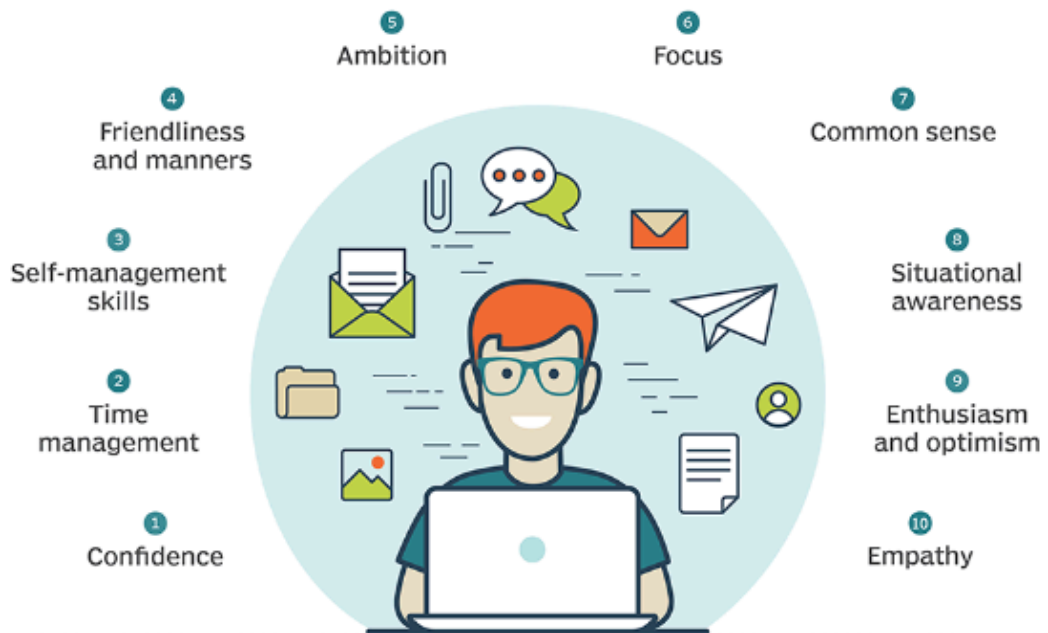 1
Confidence
2
Time
management
3
Self-management
skills
4
Friendliness
and manners
5
Ambition
6
Focus
7
Common sense
8
Situational
awareness
9
Enthusiasm
and optimism
10
Empathy